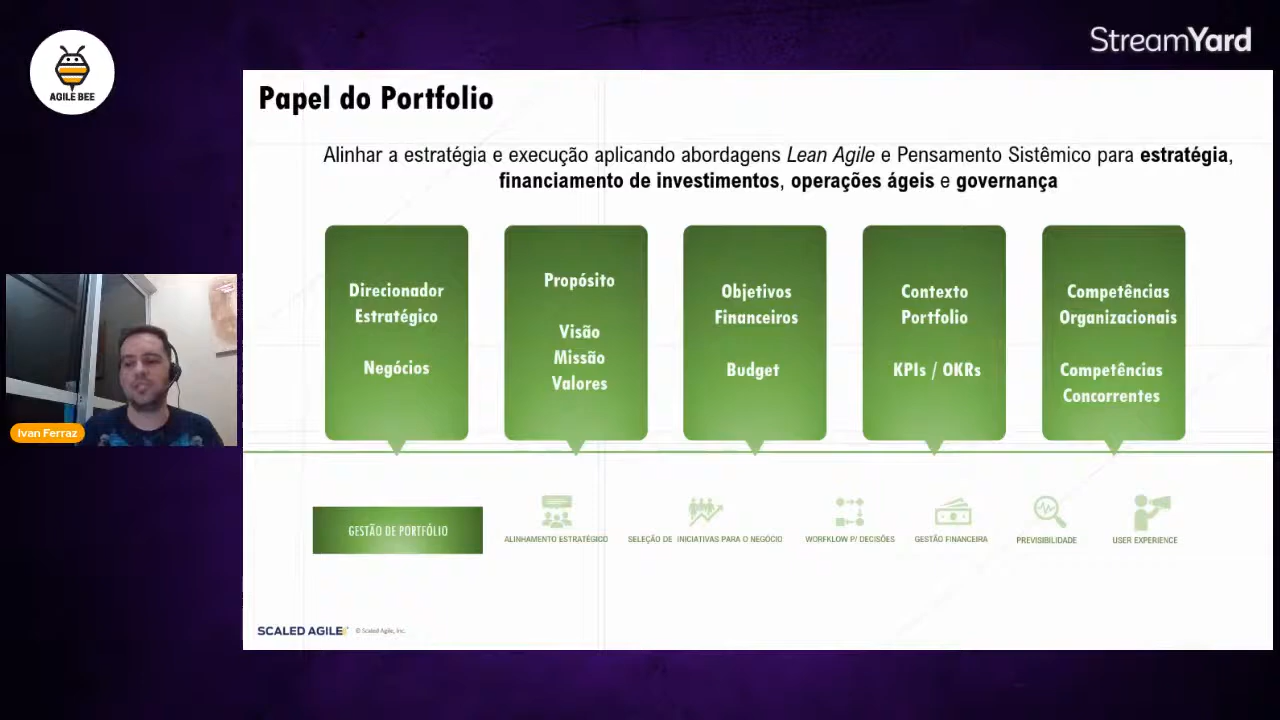 AGILE BEE
StreamYard
Papel do Portfolio
Alinhar a estratégia e execução aplicando abordagens Lean Agile e Pensamento Sistêmico para estratégia,
financiamento de investimentos, operações ágeis e governança
Direcionador
Estratégico
Negócios
Propósito
Visão
Missão
Valores
Objetivos
Financeiros
Budget
Contexto
Portfolio
KPIs / OKRs
Competências
Organizacionais
Competências
Concorrentes
Ivan Ferraz
GESTÃO DE PORTFÓLIO
ALINHAMENTO ESTRATÉGICO
SELEÇÃO DE INICIATIVAS PARA O NEGÓCIO
WORFKLOW P/ DECISÕES
GESTÃO FINANCEIRA
PREVISIBILIDADE
USER EXPERIENCE
SCALED AGILE
© Scaled Agile, Inc.